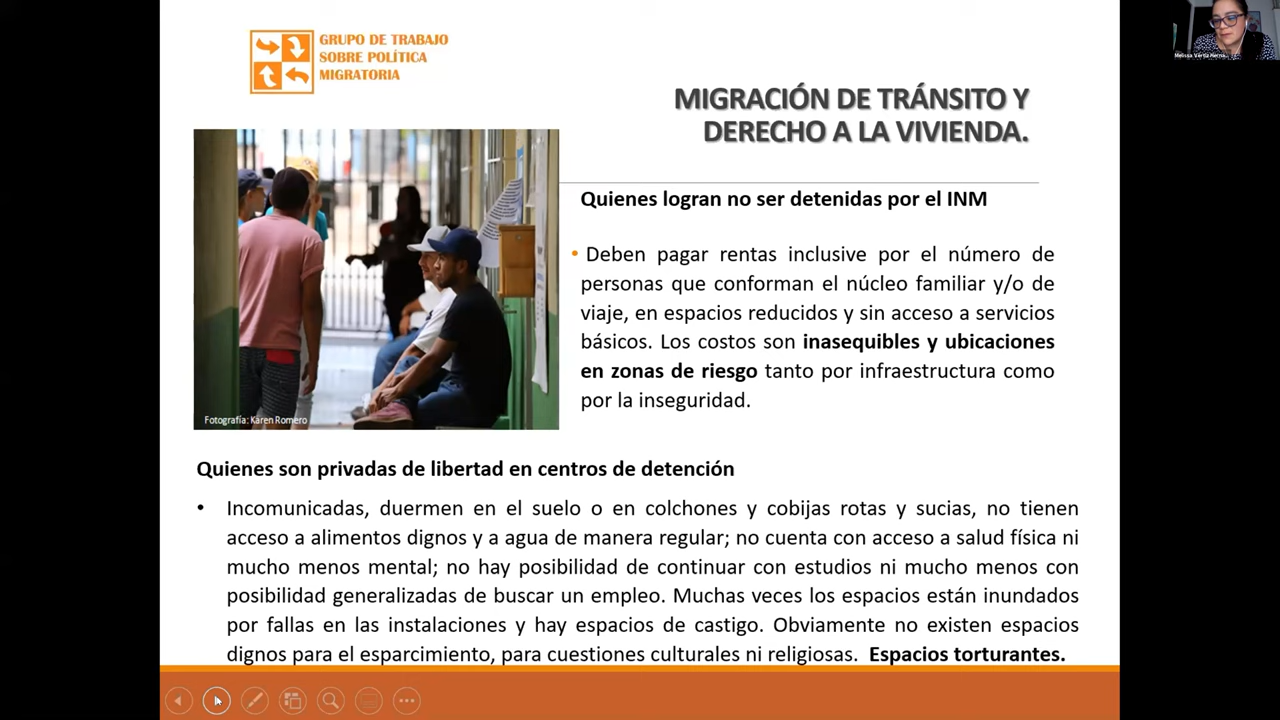 GRUPO DE TRABAJO
SOBRE POLÍTICA
MIGRATORIA
MIGRACIÓN DE TRÁNSITO Y
DERECHO A LA VIVIENDA.
Quienes logran no ser detenidas por el INM
• Deben pagar rentas inclusive por el número de
personas que conforman el núcleo familiar y/o de
viaje, en espacios reducidos y sin acceso a servicios
básicos. Los costos son inasequibles y ubicaciones
en zonas de riesgo tanto por infraestructura como
por la inseguridad.
Fotografía: Karen Romero
Quienes son privadas de libertad en centros de detención
• Incomunicadas, duermen en el suelo o en colchones y cobijas rotas y sucias, no tienen
acceso a alimentos dignos y a agua de manera regular; no cuenta con acceso a salud física ni
mucho menos mental; no hay posibilidad de continuar con estudios ni mucho menos con
posibilidad generalizadas de buscar un empleo. Muchas veces los espacios están inundados
por fallas en las instalaciones y hay espacios de castigo. Obviamente no existen espacios
dignos para el esparcimiento, para cuestiones culturales ni religiosas. Espacios torturantes.